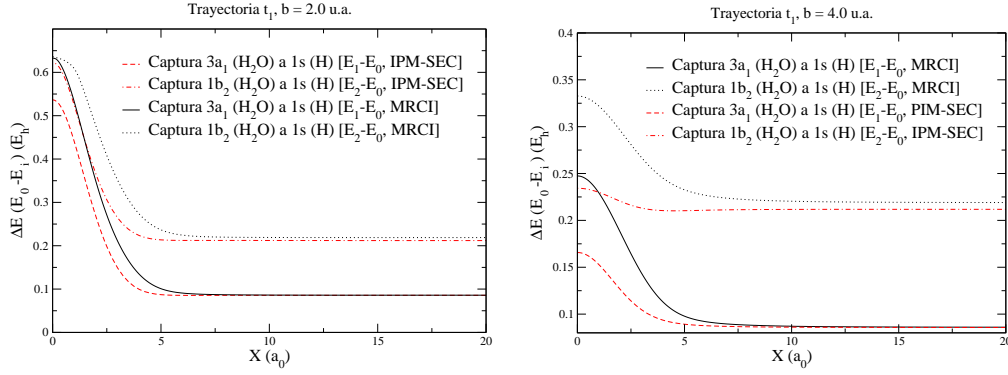 Trayectoria t₁, b = 2.0 u.a.
Captura 3a₁ (H₂O) a 1s (H) [E₁-E₀, IPM-SEC]
Captura 1b₂ (H₂O) a 1s (H) [E₂-E₀, IPM-SEC]
Captura 3a₁ (H₂O) a 1s (H) [E₁-E₀, MRCI]
Captura 1b₂ (H₂O) a 1s (H) [E₂-E₀, MRCI]
ΔE (E₀-Eᵢ) (Eₕ)
0.6
0.5
0.4
0.3
0.2
0.1
0
0 5 10 15 20
X (a₀)
Trayectoria t₁, b = 4.0 u.a.
Captura 3a₁ (H₂O) a 1s (H) [E₁-E₀, MRCI]
Captura 1b₂ (H₂O) a 1s (H) [E₂-E₀, MRCI]
Captura 3a₁ (H₂O) a 1s (H) [E₁-E₀, PIM-SEC]
Captura 1b₂ (H₂O) a 1s (H) [E₂-E₀, IPM-SEC]
ΔE (E₀-Eᵢ) (Eₕ)
0.4
0.35
0.3
0.25
0.2
0.15
0.1
0 5 10 15 20
X (a₀)